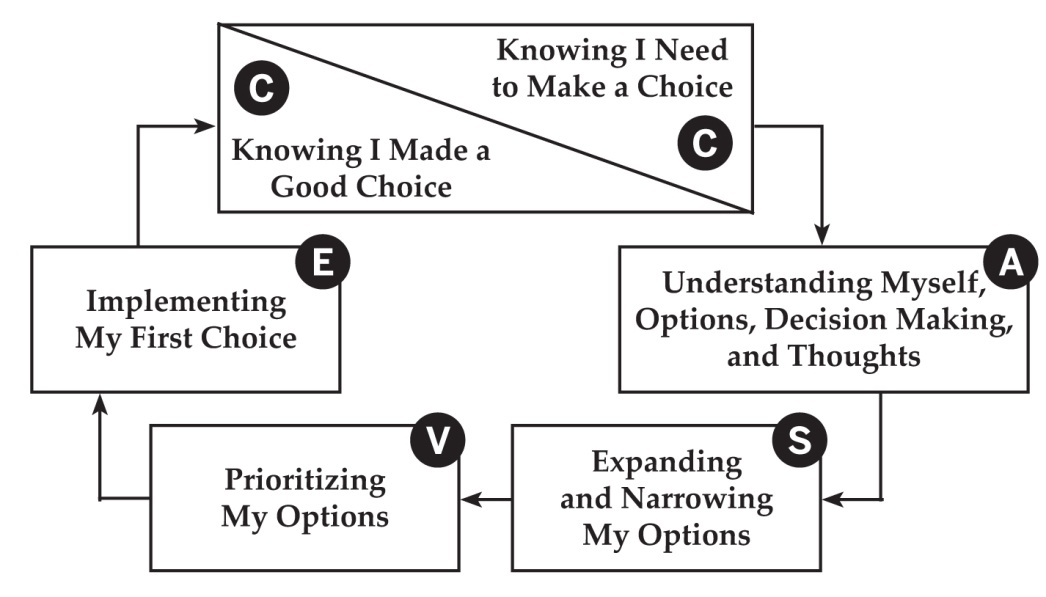 Knowing I Need
to Make a Choice
C
C
Knowing I Made a
Good Choice
A
Understanding Myself,
Options, Decision Making,
and Thoughts
S
Expanding
and Narrowing
My Options
V
Prioritizing
My Options
E
Implementing
My First Choice